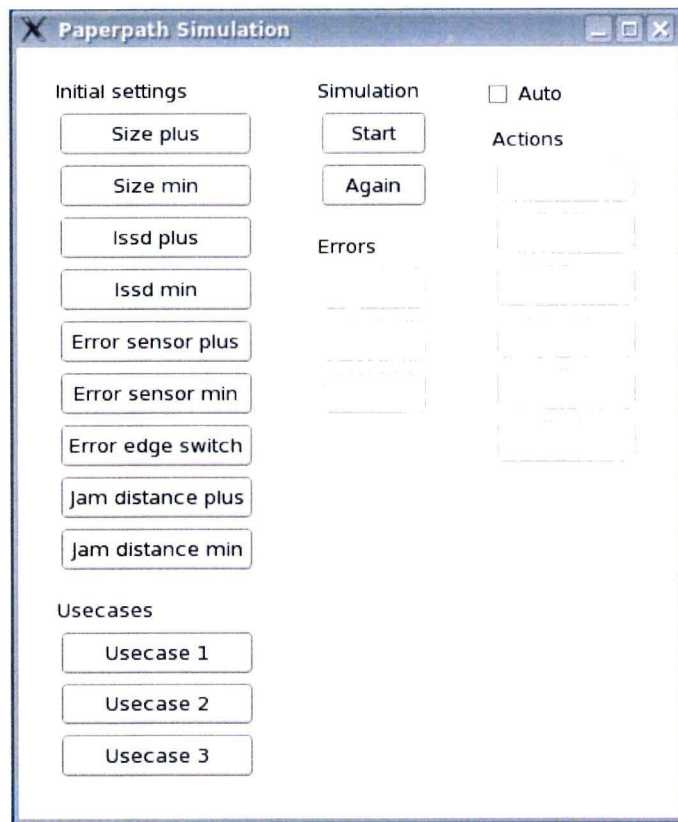 Paperpath Simulation
Initial settings
Size plus
Size min
Issd plus
Issd min
Error sensor plus
Error sensor min
Error edge switch
Jam distance plus
Jam distance min
Usecases
Usecase 1
Usecase 2
Usecase 3
Simulation
Start
Again
Errors
Auto
Actions